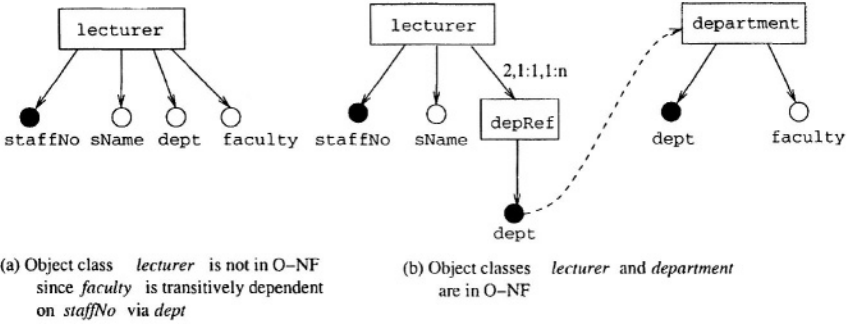 lecturer
staffNo sName dept faculty
(a) Object class lecturer is not in O–NF
since faculty is transitively dependent
on staffNo via dept
lecturer
2,1:1,1:n
staffNo sName depRef
dept
department
dept faculty
(b) Object classes lecturer and department
are in O–NF